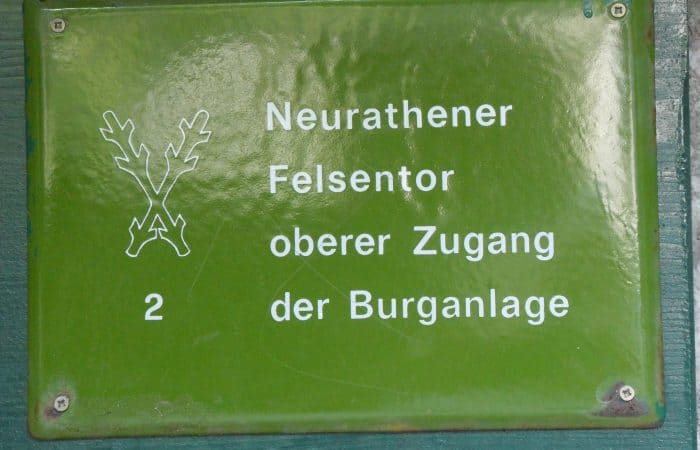 Neurathener
Felsentor
oberer Zugang
der Burganlage
2